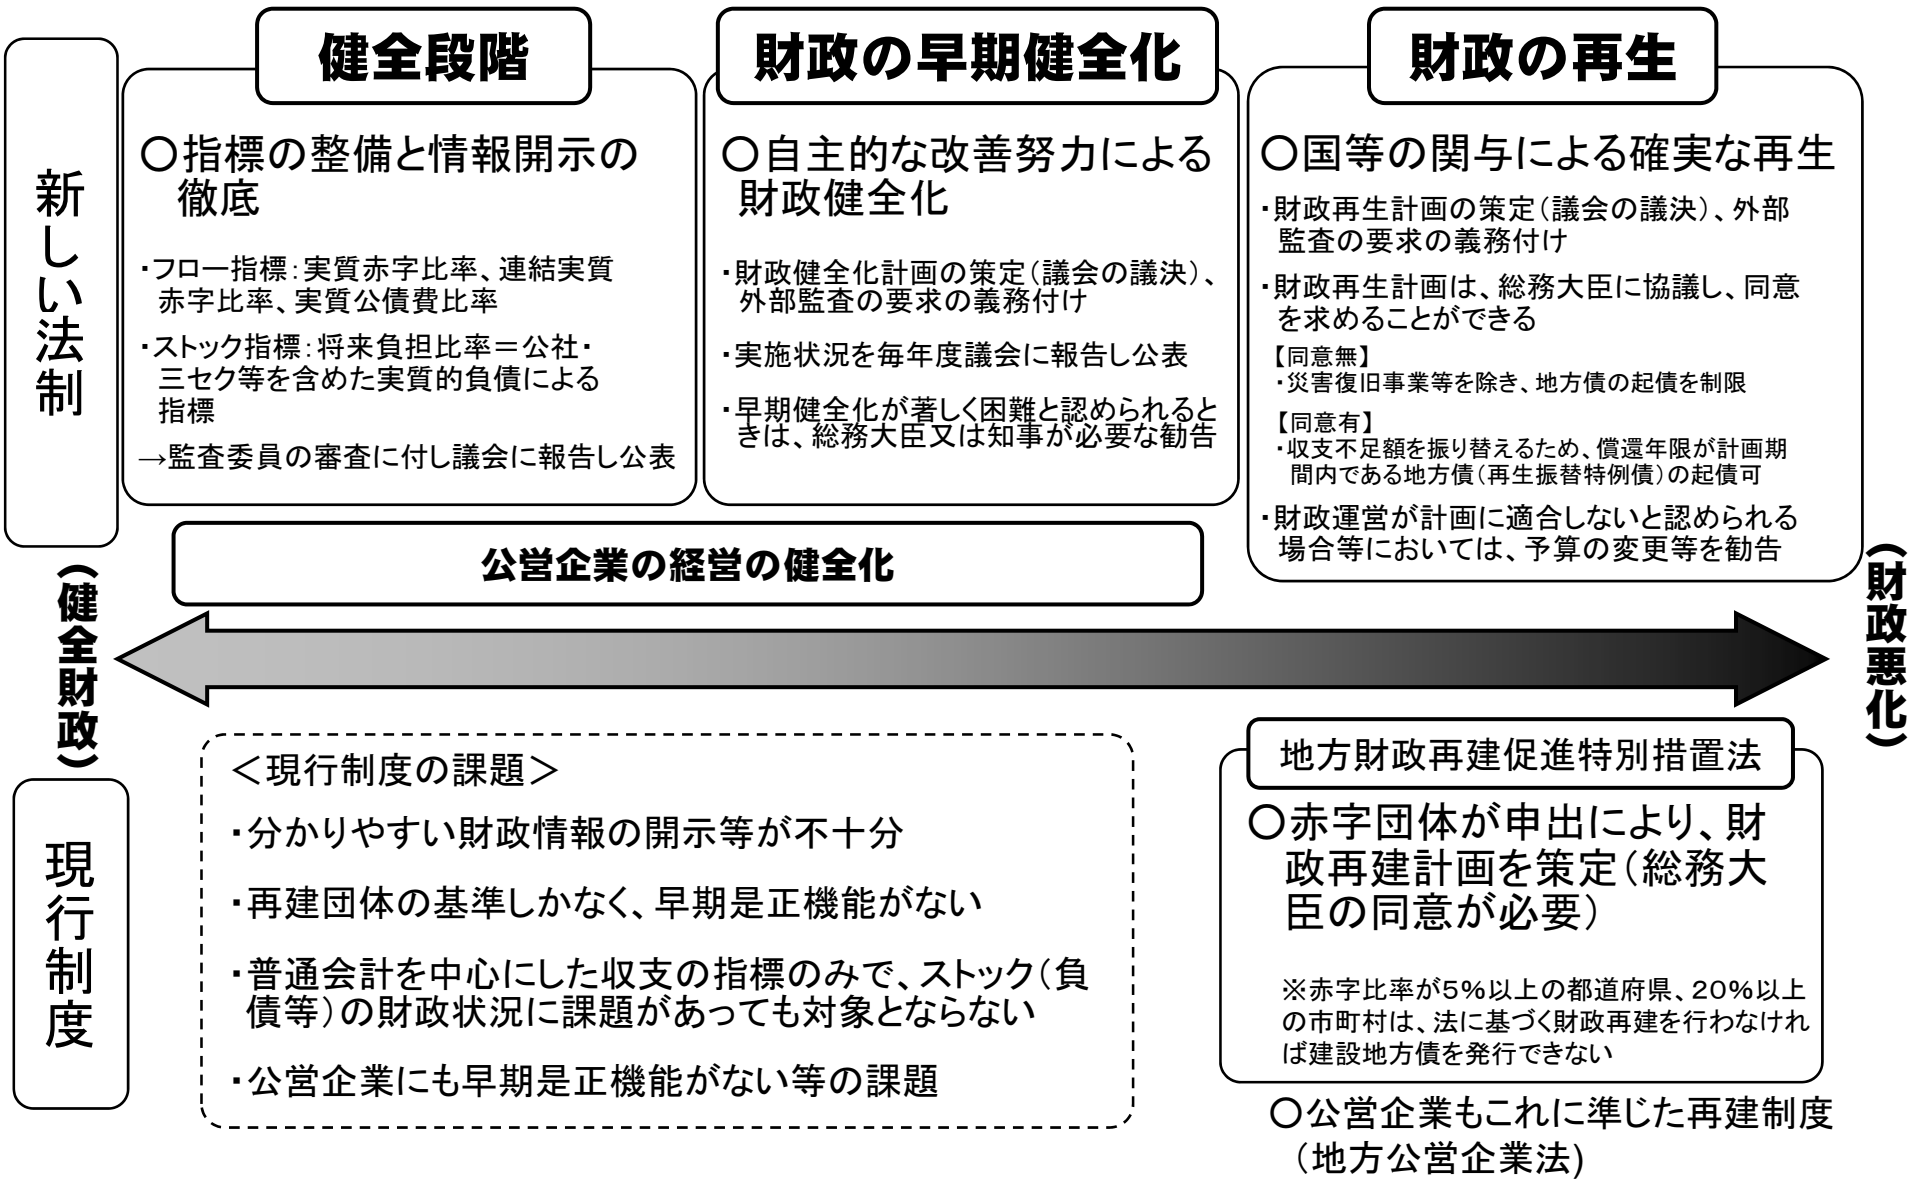 新しい法制
健全段階
〇指標の整備と情報開示の
徹底
・フロー指標：実質赤字比率、連結実質
赤字比率、実質公債費比率
・ストック指標：将来負担比率＝公社・
三セク等を含めた実質的負債による
指標
→監査委員の審査に付し議会に報告し公表
財政の早期健全化
〇自主的な改善努力による
財政健全化
・財政健全化計画の策定（議会の議決）、
外部監査の要求の義務付け
・実施状況を毎年度議会に報告し公表
・早期健全化が著しく困難と認められると
きは、総務大臣又は知事が必要な勧告
財政の再生
〇国等の関与による確実な再生
・財政再生計画の策定（議会の議決）、外部
監査の要求の義務付け
・財政再生計画は、総務大臣に協議し、同意
を求めることができる
【同意無】
・災害復旧事業等を除き、地方債の起債を制限
【同意有】
・収支不足額を振り替えるため、償還年限が計画期
間内である地方債（再生振替特例債）の起債可
・財政運営が計画に適合しないと認められる
場合等においては、予算の変更等を勧告
公営企業の経営の健全化
（健全財政）
（財政悪化）
現行制度
＜現行制度の課題＞
・分かりやすい財政情報の開示等が不十分
・再建団体の基準しかなく、早期是正機能がない
・普通会計を中心にした収支の指標のみで、ストック（負
債等）の財政状況に課題があっても対象とならない
・公営企業にも早期是正機能がない等の課題
地方財政再建促進特別措置法
〇赤字団体が申出により、財
政再建計画を策定（総務大
臣の同意が必要）
※赤字比率が５％以上の都道府県、２０％以上
の市町村は、法に基づく財政再建を行わなけれ
ば建設地方債を発行できない
〇公営企業もこれに準じた再建制度
（地方公営企業法)